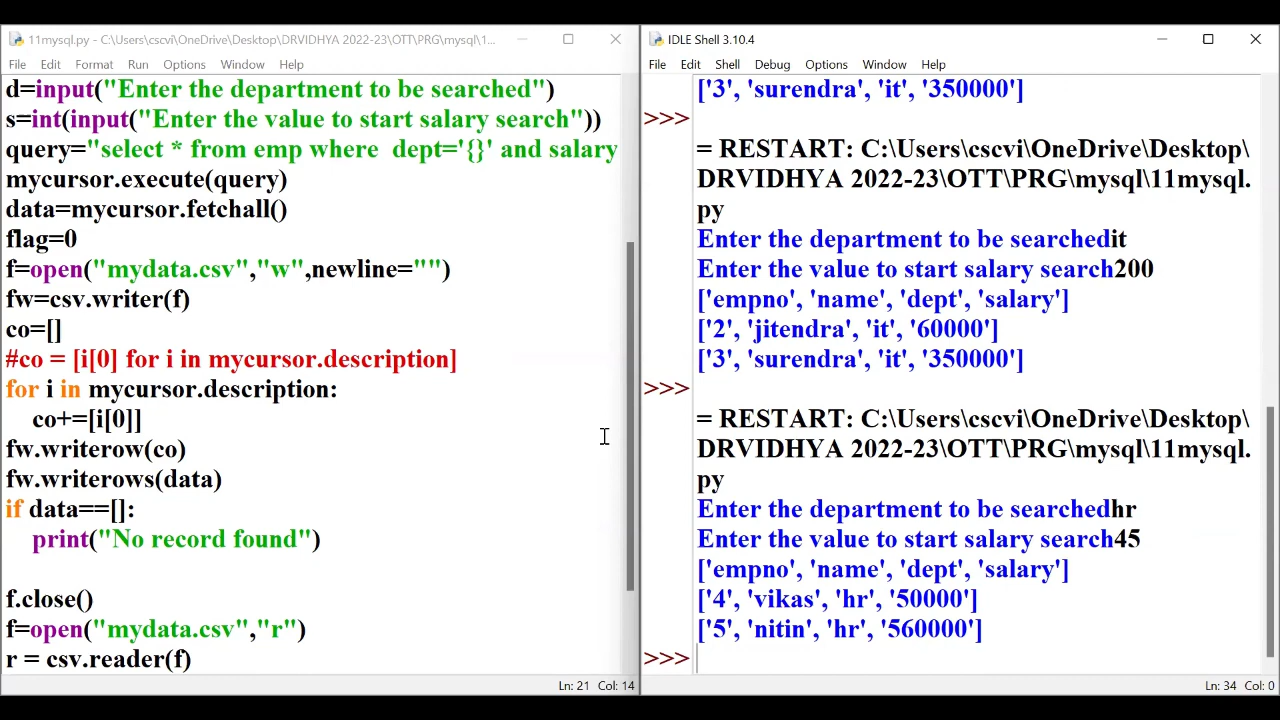 11mysql.py - C:\Users\cscvi\OneDrive\Desktop\DRVIDHYA 2022-23\OTT\PRG\mysql\1...
File Edit Format Run Options Window Help
d=input("Enter the department to be searched")
s=int(input("Enter the value to start salary search"))
query="select * from emp where  dept='{}' and salary
mycursor.execute(query)
data=mycursor.fetchall()
flag=0
f=open("mydata.csv","w",newline="")
fw=csv.writer(f)
co=[]
#co = [i[0] for i in mycursor.description]
for i in mycursor.description:
    co+=[i[0]]
fw.writerow(co)
fw.writerows(data)
if data==[]:
    print("No record found")
f.close()
f=open("mydata.csv","r")
r = csv.reader(f)
Ln: 21 Col: 14
IDLE Shell 3.10.4
File Edit Shell Debug Options Window Help
['3', 'surendra', 'it', '350000']
>>>
= RESTART: C:\Users\cscvi\OneDrive\Desktop\
DRVIDHYA 2022-23\OTT\PRG\mysql\11mysql.
py
Enter the department to be searchedit
Enter the value to start salary search200
['empno', 'name', 'dept', 'salary']
['2', 'jitendra', 'it', '60000']
['3', 'surendra', 'it', '350000']
>>>
= RESTART: C:\Users\cscvi\OneDrive\Desktop\
DRVIDHYA 2022-23\OTT\PRG\mysql\11mysql.
py
Enter the department to be searchedhr
Enter the value to start salary search45
['empno', 'name', 'dept', 'salary']
['4', 'vikas', 'hr', '50000']
['5', 'nitin', 'hr', '560000']
>>>
Ln: 34 Col: 0